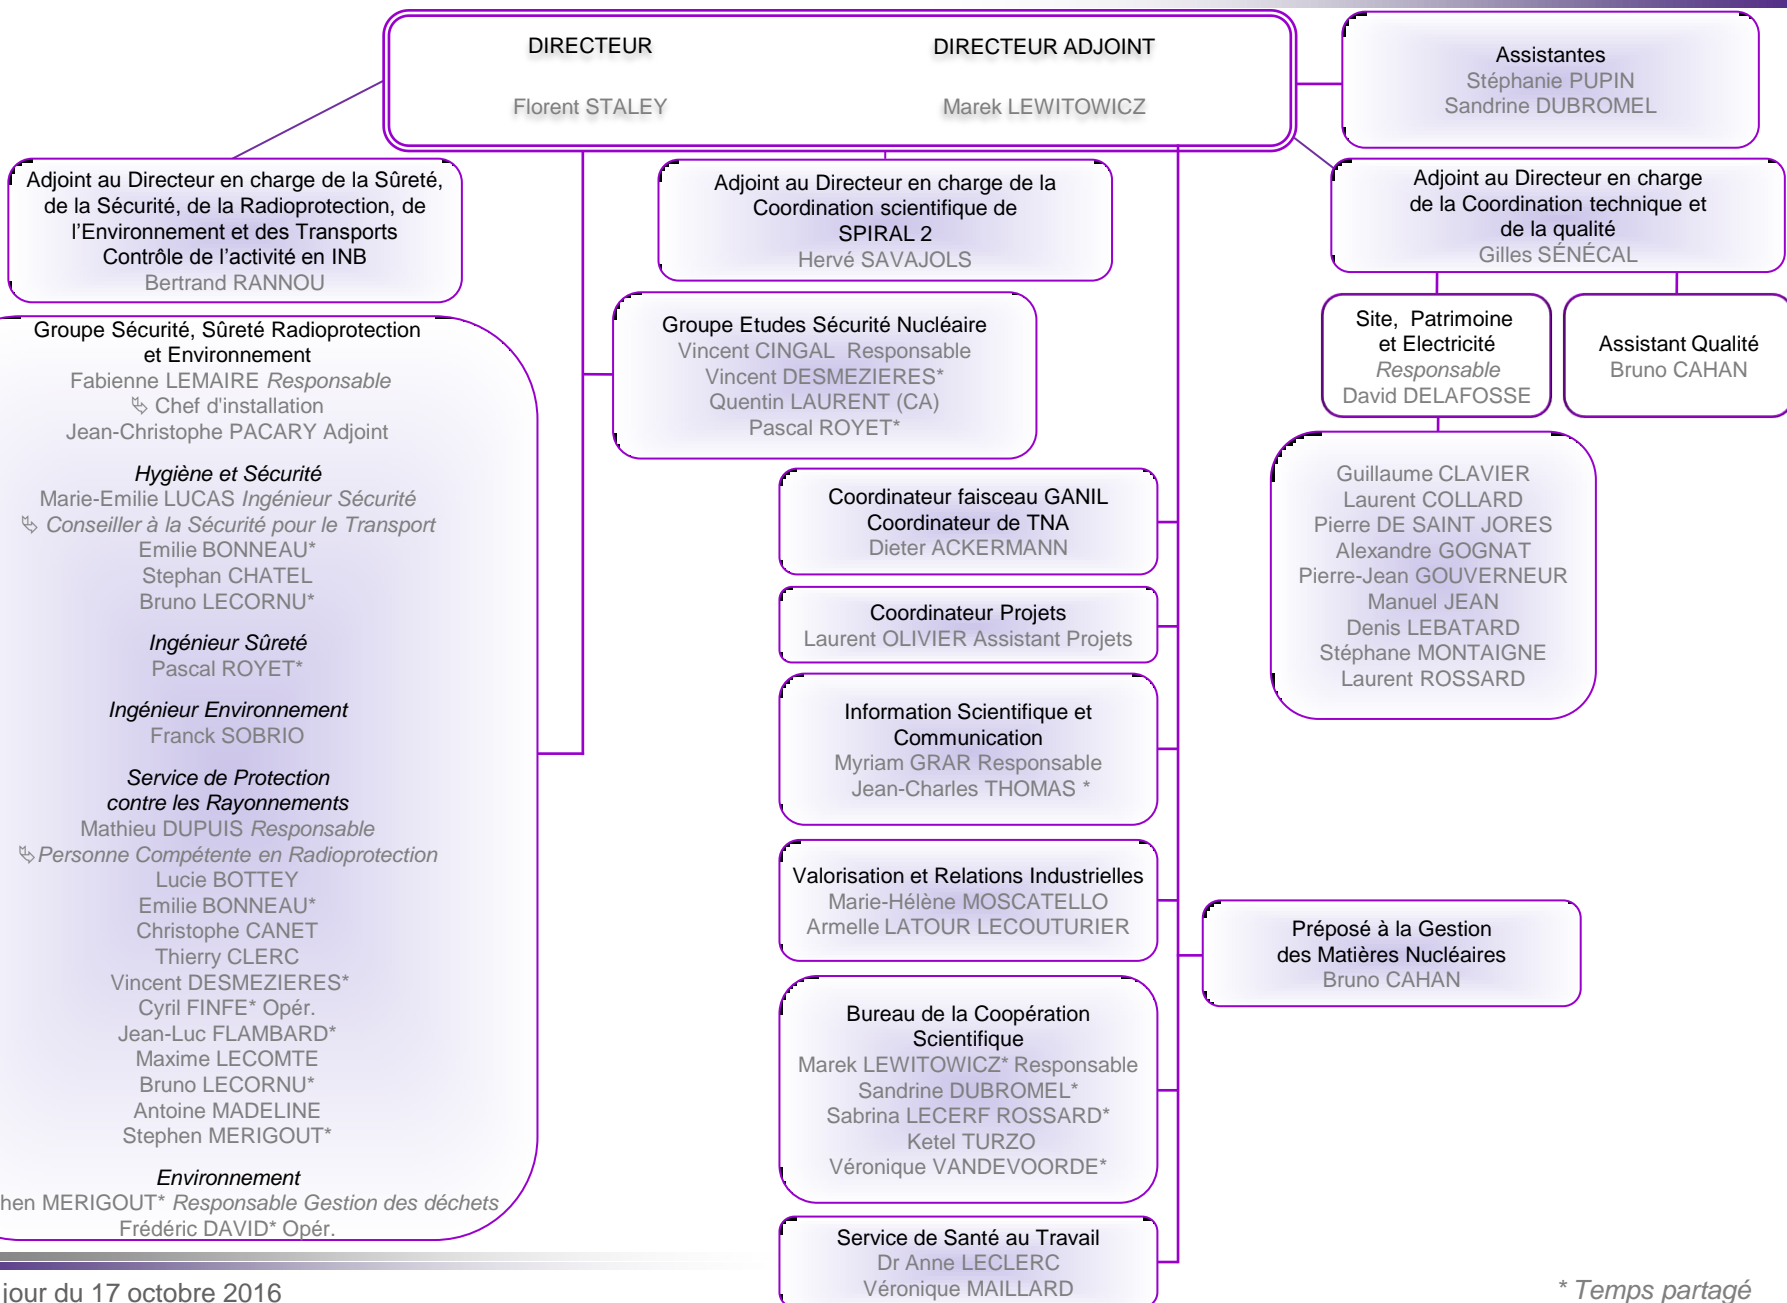 DIRECTEUR
Florent STALEY
DIRECTEUR ADJOINT
Marek LEWITOWICZ
Assistantes
Stéphanie PUPIN
Sandrine DUBROMEL
Adjoint au Directeur en charge de la Sûreté,
de la Sécurité, de la Radioprotection, de
l'Environnement et des Transports
Contrôle de l'activité en INB
Bertrand RANNOU
Adjoint au Directeur en charge de la
Coordination scientifique de
SPIRAL 2
Hervé SAVAJOLS
Adjoint au Directeur en charge
de la Coordination technique et
de la qualité
Gilles SÉNÉCAL
Groupe Sécurité, Sûreté Radioprotection
et Environnement
Fabienne LEMAIRE Responsable
Chef d'installation
Jean-Christophe PACARY Adjoint
Hygiène et Sécurité
Marie-Emilie LUCAS Ingénieur Sécurité
Conseiller à la Sécurité pour le Transport
Emilie BONNEAU*
Stephan CHATEL
Bruno LECORNU*
Ingénieur Sûreté
Pascal ROYET*
Ingénieur Environnement
Franck SOBRIO
Service de Protection
contre les Rayonnements
Mathieu DUPUIS Responsable
Personne Compétente en Radioprotection
Lucie BOTTEY
Emilie BONNEAU*
Christophe CANET
Thierry CLERC
Vincent DESMEZIERES*
Cyril FINFE* Opér.
Jean-Luc FLAMBARD*
Maxime LECOMTE
Bruno LECORNU*
Antoine MADELINE
Stephen MERIGOUT*
Environnement
hen MERIGOUT* Responsable Gestion des déchets
Frédéric DAVID* Opér.
Groupe Etudes Sécurité Nucléaire
Vincent CINGAL Responsable
Vincent DESMEZIERES*
Quentin LAURENT (CA)
Pascal ROYET*
Site, Patrimoine
et Electricité
Responsable
David DELAFOSSE
Assistant Qualité
Bruno CAHAN
Guillaume CLAVIER
Laurent COLLARD
Pierre DE SAINT JORES
Alexandre GOGNAT
Pierre-Jean GOUVERNEUR
Manuel JEAN
Denis LEBATARD
Stéphane MONTAIGNE
Laurent ROSSARD
Coordinateur faisceau GANIL
Coordinateur de TNA
Dieter ACKERMANN
Coordinateur Projets
Laurent OLIVIER Assistant Projets
Information Scientifique et
Communication
Myriam GRAR Responsable
Jean-Charles THOMAS *
Valorisation et Relations Industrielles
Marie-Hélène MOSCATELLO
Armelle LATOUR LECOUTURIER
Préposé à la Gestion
des Matières Nucléaires
Bruno CAHAN
Bureau de la Coopération
Scientifique
Marek LEWITOWICZ* Responsable
Sandrine DUBROMEL*
Sabrina LECERF ROSSARD*
Ketel TURZO
Véronique VANDEVOORDE*
Service de Santé au Travail
Dr Anne LECLERC
Véronique MAILLARD
jour du 17 octobre 2016
* Temps partagé